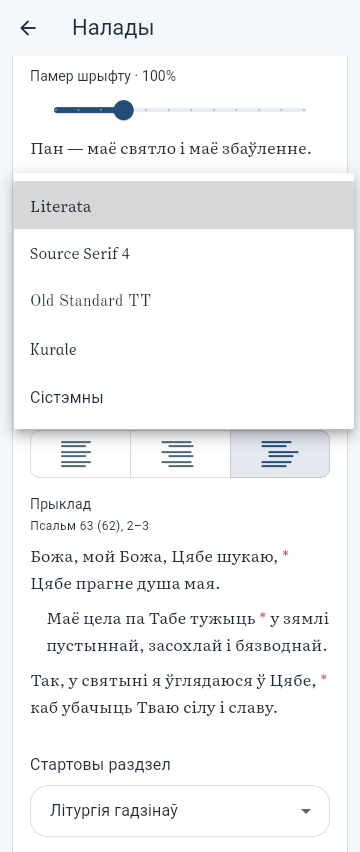 Налады
Памер шрыфту · 100%
Пан — маё святло і маё збаўленне.
Literata
Source Serif 4
Old Standard TT
Kurale
Сістэмны
Прыклад
Псальм 63 (62), 2–3
Божа, мой Божа, Цябе шукаю, *
Цябе прагне душа мая.
Маё цела па Табе тужыць * у зямлі
пустыннай, засохлай і бязводнай.
Так, у святыні я ўглядаюся ў Цябе, *
каб убачыць Тваю сілу і славу.
Стартовы раздзел
Літургія гадзінаў